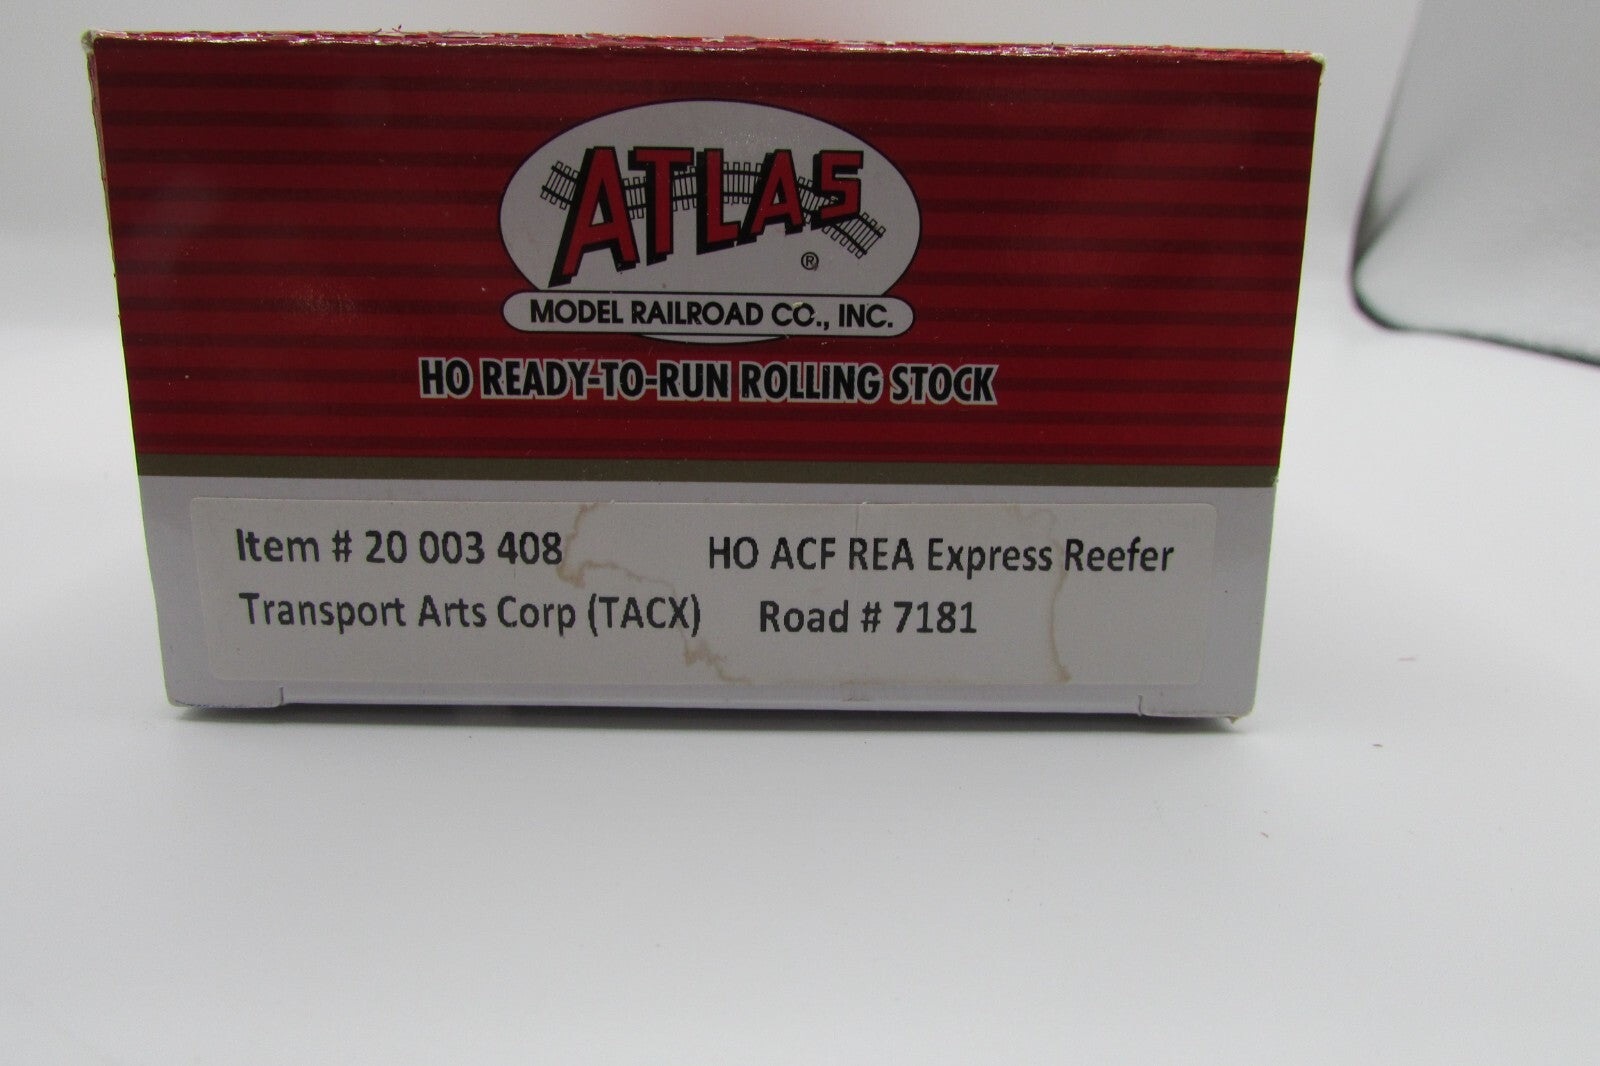 ATLAS
®
MODEL RAILROAD CO., INC.
HO READY-TO-RUN ROLLING STOCK
Item # 20 003 408 HO ACF REA Express Reefer
Transport Arts Corp (TACX) Road # 7181